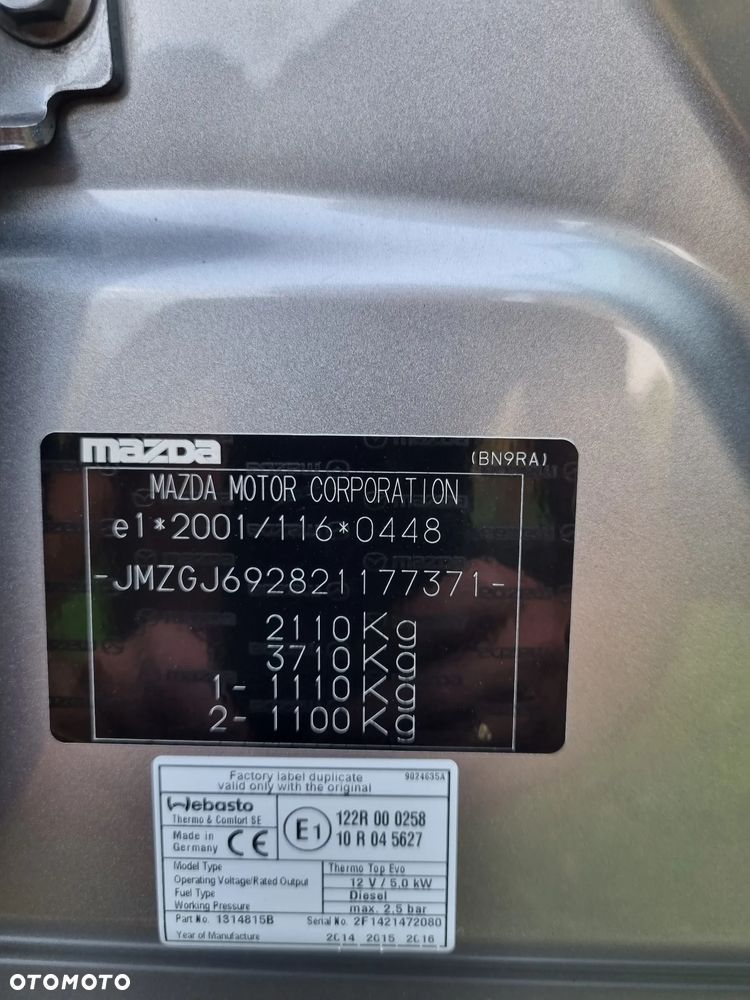 mazda
(BN9RA)
MAZDA MOTOR CORPORATION
e1*2001/116*0448
-JMZGJ692821177371-
2110Kg
3710Kg
1- 1110Kg
2- 1100Kg
Factory label duplicate
valid only with the original
9024635A
Webasto
Thermo & Comfort SE
Made in
Germany
CE
E1
122R 00 0258
10 R 04 5627
Model Type Thermo Top Evo
Operating Voltage/Rated Output 12 V / 5,0 kW
Fuel Type Diesel
Working Pressure max. 2,5 bar
Part No. 1314815B Serial No. 2F1421472080
Year of Manufacture 2014 2015 2016
OTOMOTO